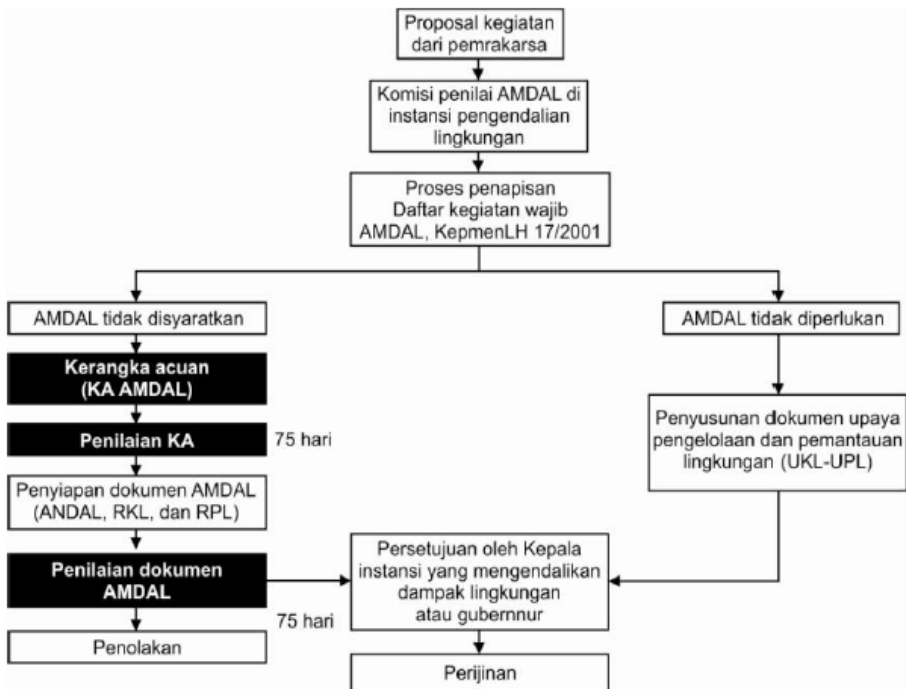 Proposal kegiatan
dari pemrakarsa
Komisi penilai AMDAL di
instansi pengendalian
lingkungan
Proses penapisan
Daftar kegiatan wajib
AMDAL, KepmenLH 17/2001
AMDAL tidak disyaratkan
Kerangka acuan
(KA AMDAL)
Penilaian KA
75 hari
Penyiapan dokumen AMDAL
(ANDAL, RKL, dan RPL)
Penilaian dokumen
AMDAL
75 hari
Penolakan
AMDAL tidak diperlukan
Penyusunan dokumen upaya
pengelolaan dan pemantauan
lingkungan (UKL-UPL)
Persetujuan oleh Kepala
instansi yang mengendalikan
dampak lingkungan
atau gubernnur
Perijinan